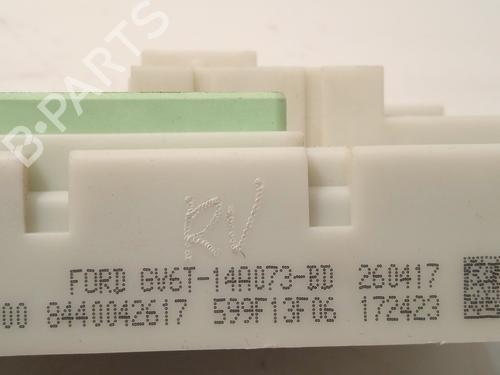 B-PARTS
RV
FORD GV6T-14A073-BD 260417
00 8440042617 599F13F06 172423